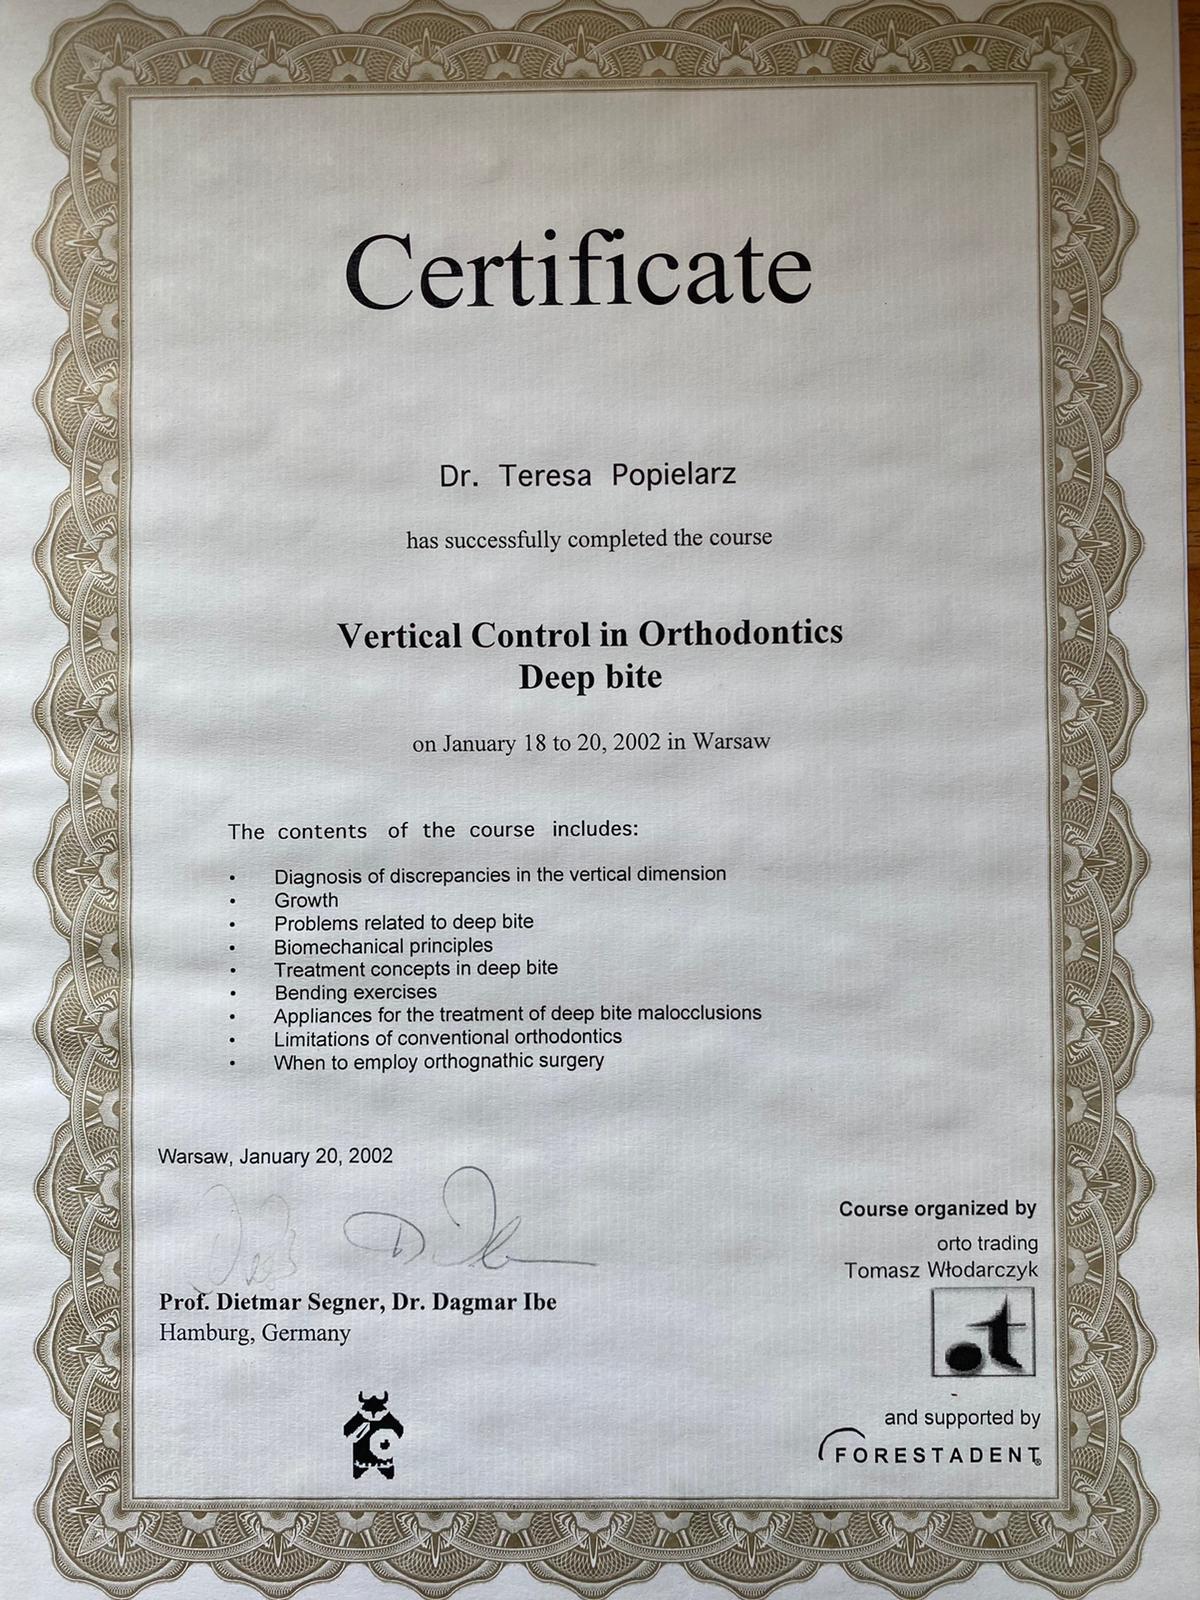 Certificate
Dr. Teresa Popielarz
has successfully completed the course
Vertical Control in Orthodontics
Deep bite
on January 18 to 20, 2002 in Warsaw
The contents of the course includes:
• Diagnosis of discrepancies in the vertical dimension
• Growth
• Problems related to deep bite
• Biomechanical principles
• Treatment concepts in deep bite
• Bending exercises
• Appliances for the treatment of deep bite malocclusions
• Limitations of conventional orthodontics
• When to employ orthognathic surgery
Warsaw, January 20, 2002
Prof. Dietmar Segner, Dr. Dagmar Ibe
Hamburg, Germany
Course organized by
orto trading
Tomasz Włodarczyk
ot
and supported by
FORESTADENT®